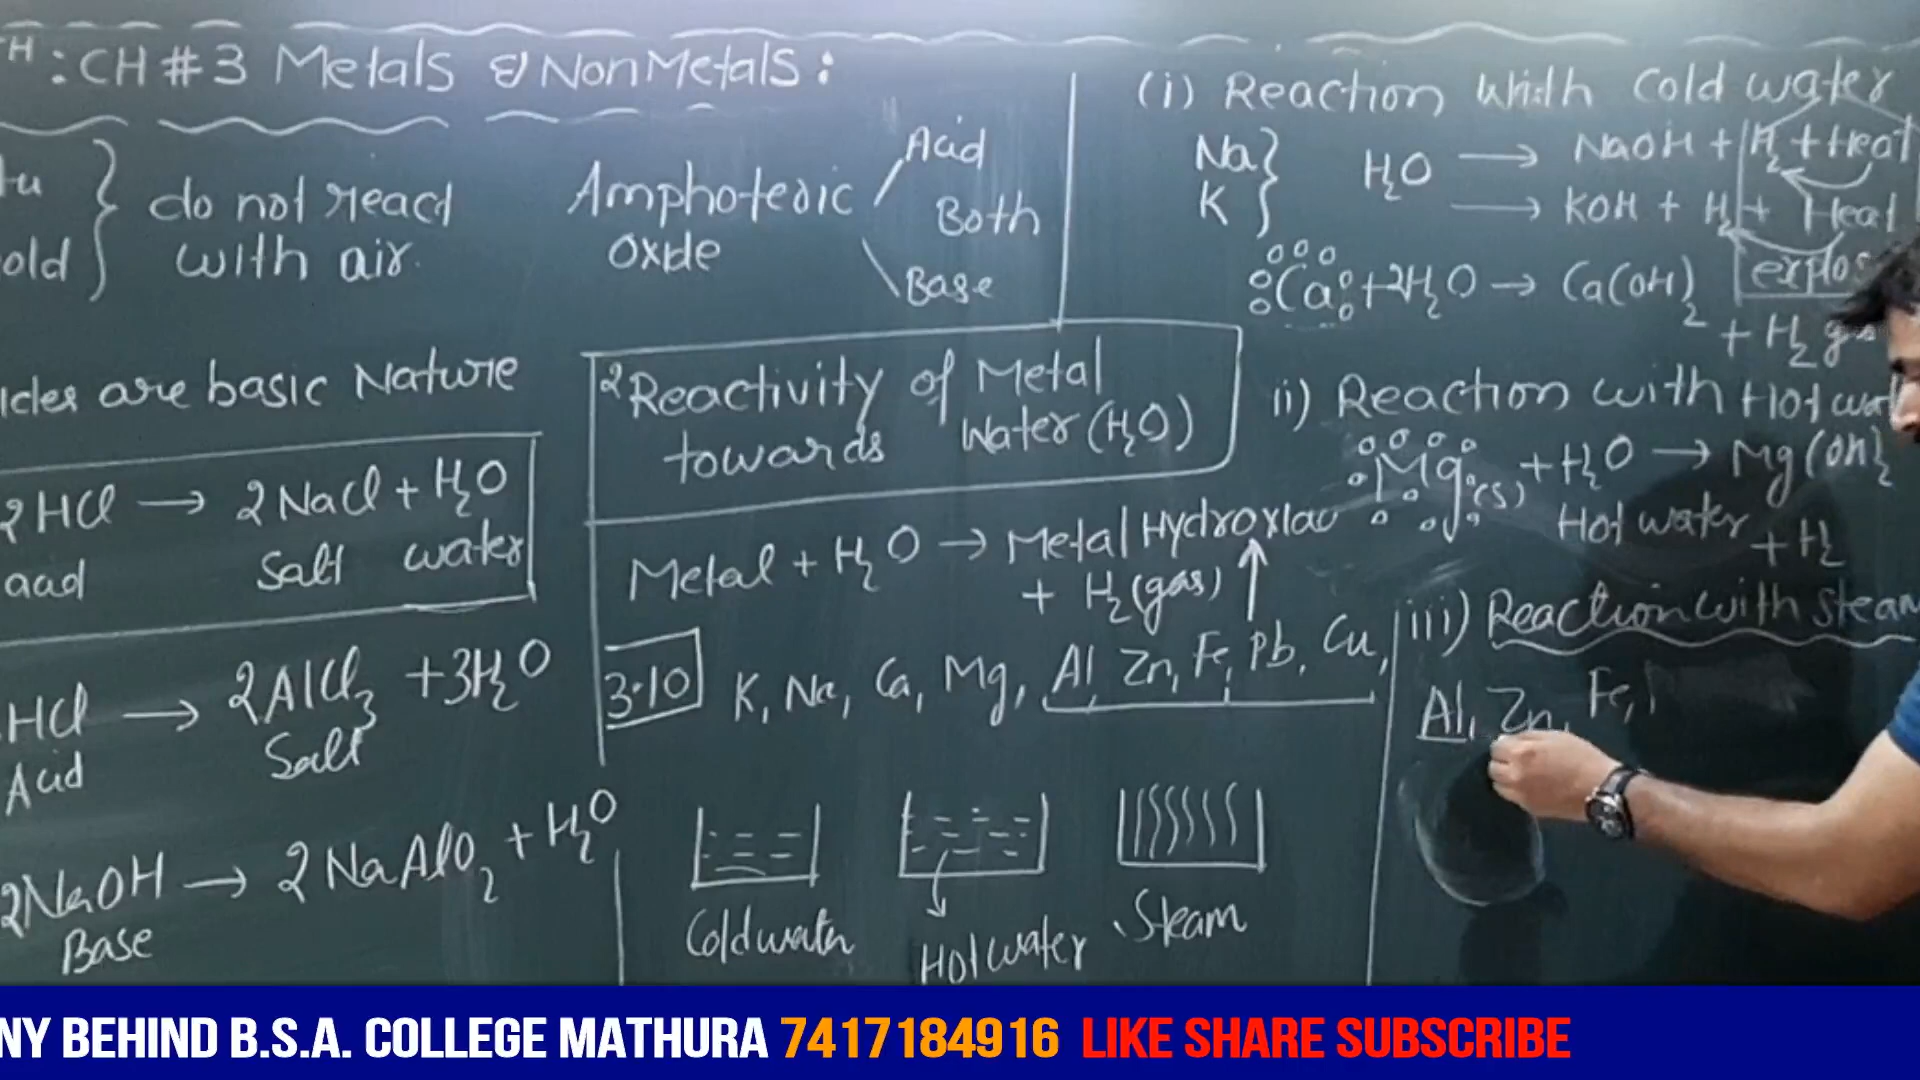 TH : CH # 3 Metals & NonMetals :
do not react
with air.
Amphoteric
Oxide
Acid
Both
Base
are basic Nature
2HCl → 2NaCl + H2O
Salt water
HCl → 2AlCl3 + 3H2O
Acid Salt
2NaOH → 2NaAlO2 + H2O
Base
2 Reactivity of Metal
towards Water (H2O)
Metal + H2O → Metal
+ H2 (gas)
3.10 K, Na, Ca, Mg, Al, Zn, Fe, Pb, Cu,
Coldwater
Hot water
Steam
(i) Reaction With Cold water
Na H2O → NaOH + H2 + Heat
K → KOH + H2 + Heat
Ca + 2H2O → Ca(OH)2
+ H2
ii) Reaction with Hot
Mg(s) + H2O → Mg(OH)2
Hot water + H2
iii) Reaction with Steam
Al, Zn, Fe,
NY BEHIND B.S.A. COLLEGE MATHURA 7417184916 LIKE SHARE SUBSCRIBE